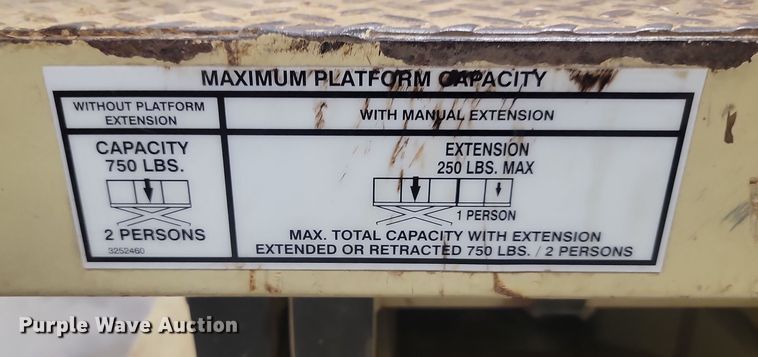 MAXIMUM PLATFORM CAPACITY
WITHOUT PLATFORM
EXTENSION
WITH MANUAL EXTENSION
CAPACITY
750 LBS.
2 PERSONS
3252460
EXTENSION
250 LBS. MAX
1 PERSON
MAX. TOTAL CAPACITY WITH EXTENSION
EXTENDED OR RETRACTED 750 LBS. / 2 PERSONS
Purple Wave Auction